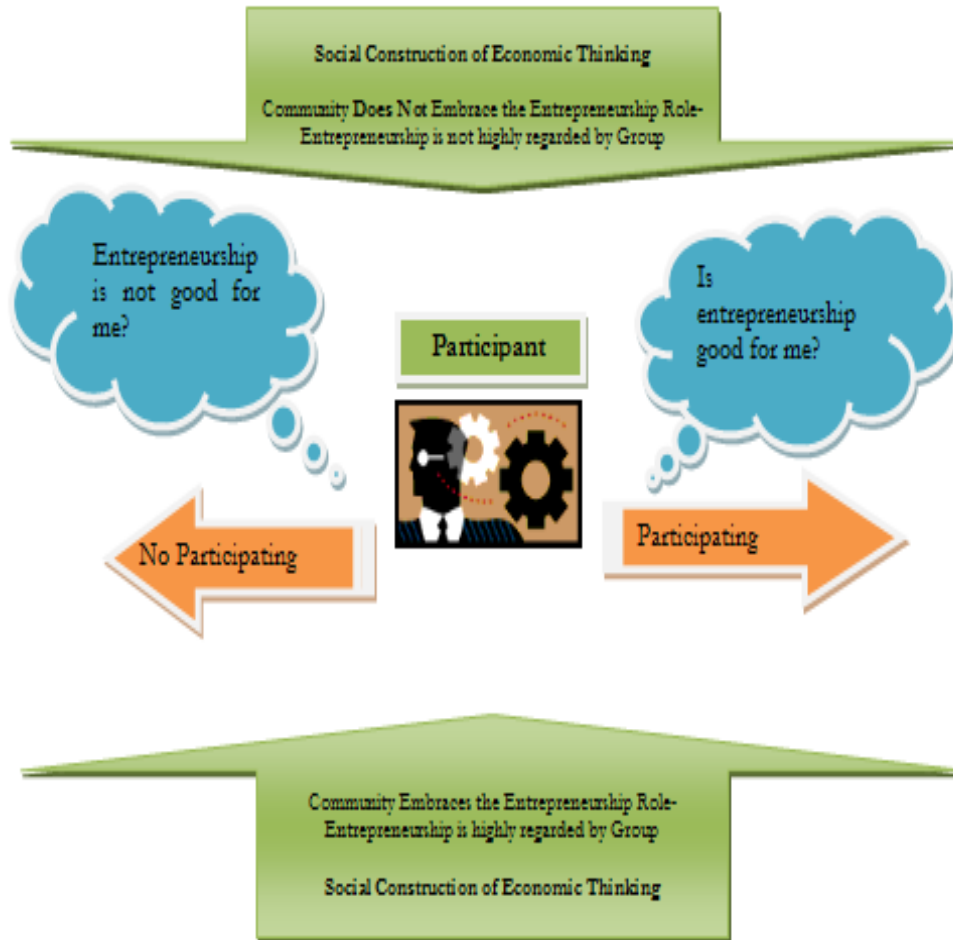 Social Construction of Economic Thinking
Community Does Not Embrace the Entrepreneurship Role-
Entrepreneurship is not highly regarded by Group
Entrepreneurship
is not good for
me?
Is
entrepreneurship
good for me?
Participant
No Participating
Participating
Community Embraces the Entrepreneurship Role-
Entrepreneurship is highly regarded by Group
Social Construction of Economic Thinking